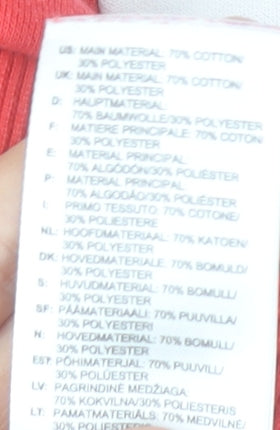 US: MAIN MATERIAL: 70% COTTON/
30% POLYESTER
UK: MAIN MATERIAL: 70% COTTON/
30% POLYESTER
D: HAUPTMATERIAL:
70% BAUMWOLLE/30% POLYESTER
F: MATIERE PRINCIPALE: 70% COTON/
30% POLYESTER
E: MATERIAL PRINCIPAL:
70% ALGODÓN/30% POLIÉSTER
P: MATERIAL PRINCIPAL:
70% ALGODÃO/30% POLIÉSTER
I: PRIMO TESSUTO: 70% COTONE/
30% POLIESTERE
NL: HOOFDMATERIAAL: 70% KATOEN/
30% POLYESTER
DK: HOVEDMATERIALE: 70% BOMULD/
30% POLYESTER
S: HUVUDMATERIAL: 70% BOMULL/
30% POLYESTER
SF: PÄÄMATERIAALI: 70% PUUVILLA/
30% POLYESTERI
N: HOVEDMATERIAL: 70% BOMULL/
30% POLYESTER
EST: PÕHIMATERJAL: 70% PUUVILL/
30% POLÜESTER
LV: PAGRINDINĖ MEDŽIAGA:
70% KOKVILNA/30% POLIESTERIS
LT: PAMATMATERIĀLS: 70% MEDVILNĖ/
30% POLIESTERIS